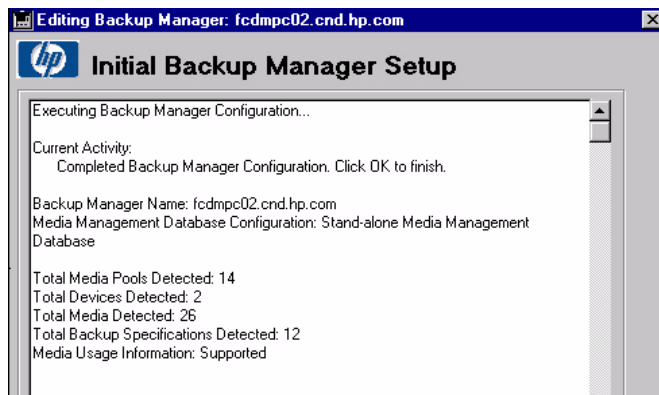 Editing Backup Manager: fcdmpc02.cnd.hp.com
hp
Initial Backup Manager Setup
Executing Backup Manager Configuration...
Current Activity:
Completed Backup Manager Configuration. Click OK to finish.
Backup Manager Name: fcdmpc02.cnd.hp.com
Media Management Database Configuration: Stand-alone Media Management
Database
Total Media Pools Detected: 14
Total Devices Detected: 2
Total Media Detected: 26
Total Backup Specifications Detected: 12
Media Usage Information: Supported